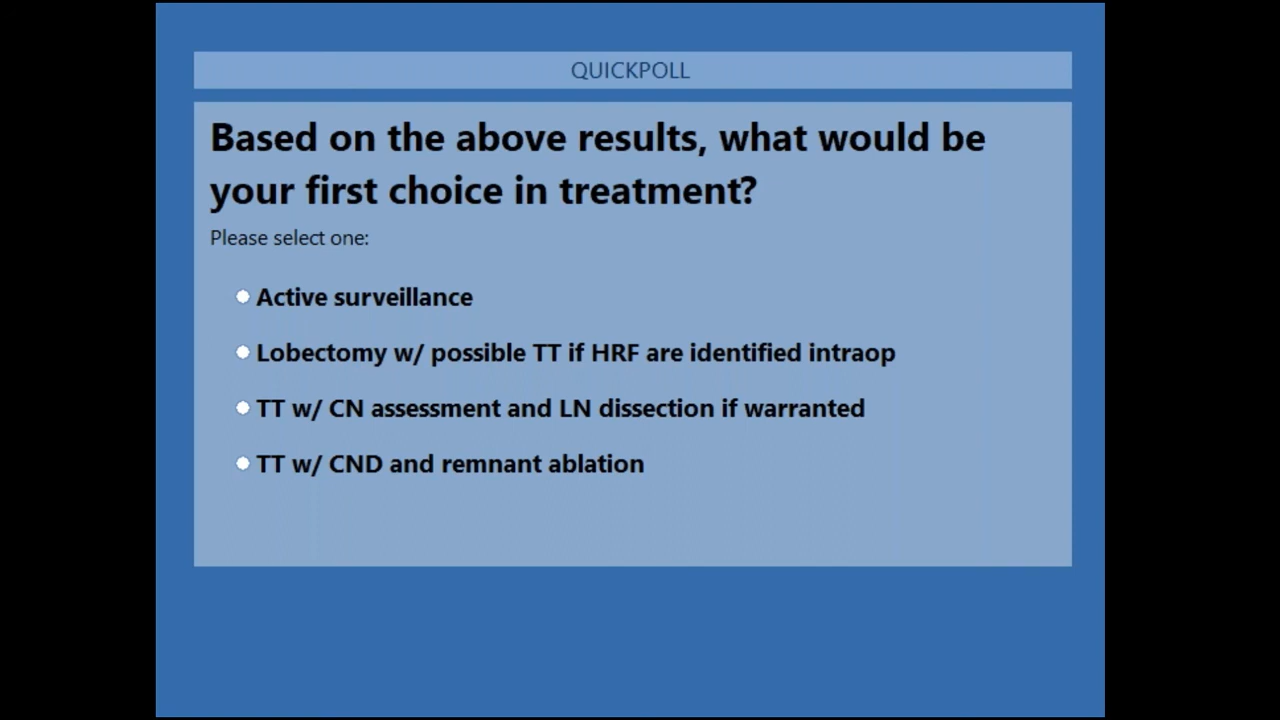 QUICKPOLL
Based on the above results, what would be
your first choice in treatment?
Please select one:
Active surveillance
Lobectomy w/ possible TT if HRF are identified intraop
TT w/ CN assessment and LN dissection if warranted
TT w/ CND and remnant ablation